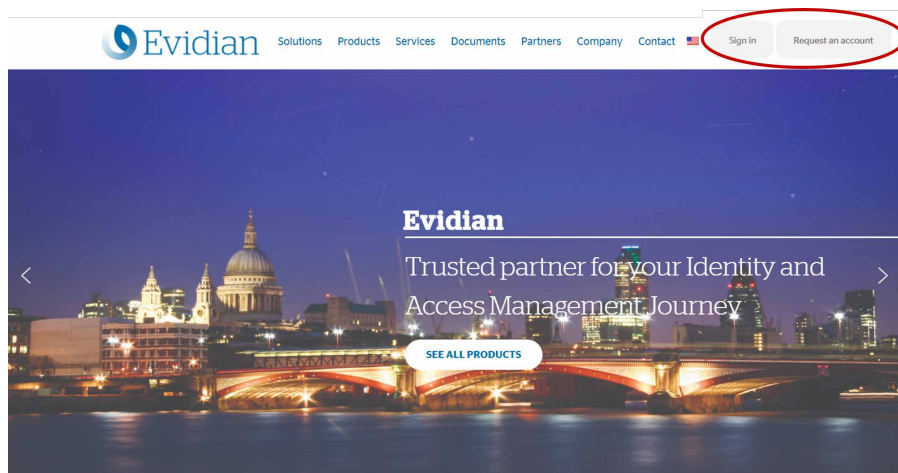 Evidian
Solutions Products Services Documents Partners Company Contact Sign in Request an account
Evidian
Trusted partner for your Identity and
Access Management Journey
SEE ALL PRODUCTS